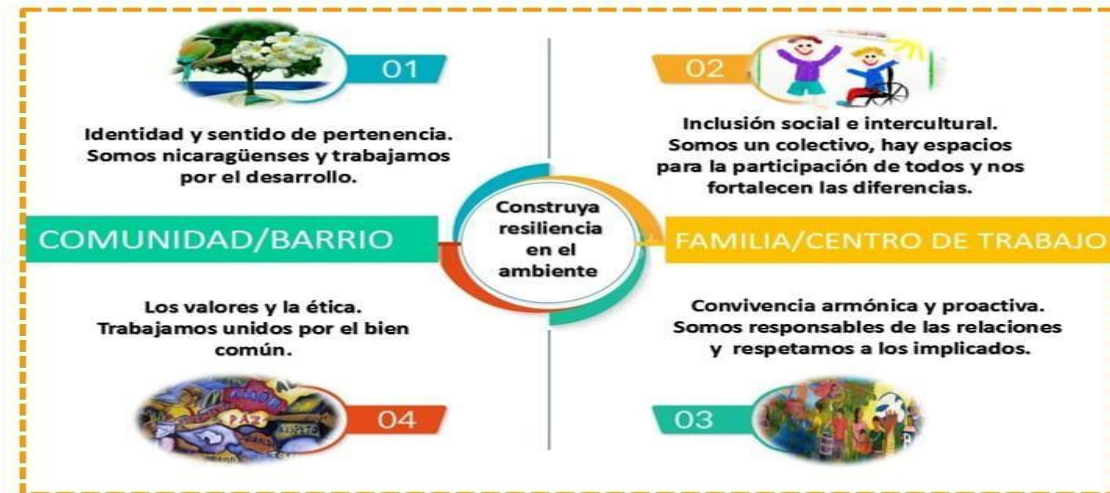 01
Identidad y sentido de pertenencia.
Somos nicaragüenses y trabajamos
por el desarrollo.
02
Inclusión social e intercultural.
Somos un colectivo, hay espacios
para la participación de todos y nos
fortalecen las diferencias.
COMUNIDAD/BARRIO
Construya
resiliencia
en el
ambiente
FAMILIA/CENTRO DE TRABAJO
Los valores y la ética.
Trabajamos unidos por el bien
común.
04
Convivencia armónica y proactiva.
Somos responsables de las relaciones
y respetamos a los implicados.
03
PAZ